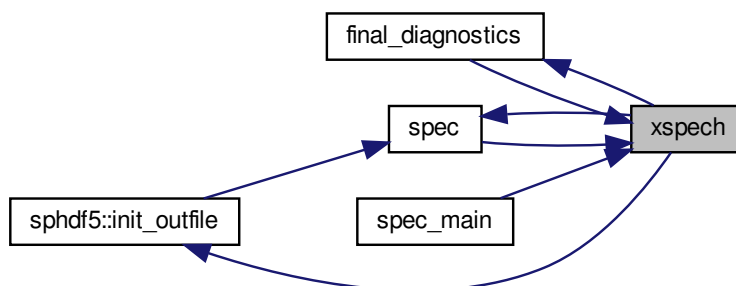 final_diagnostics
spec
xspech
sphdf5::init_outfile
spec_main